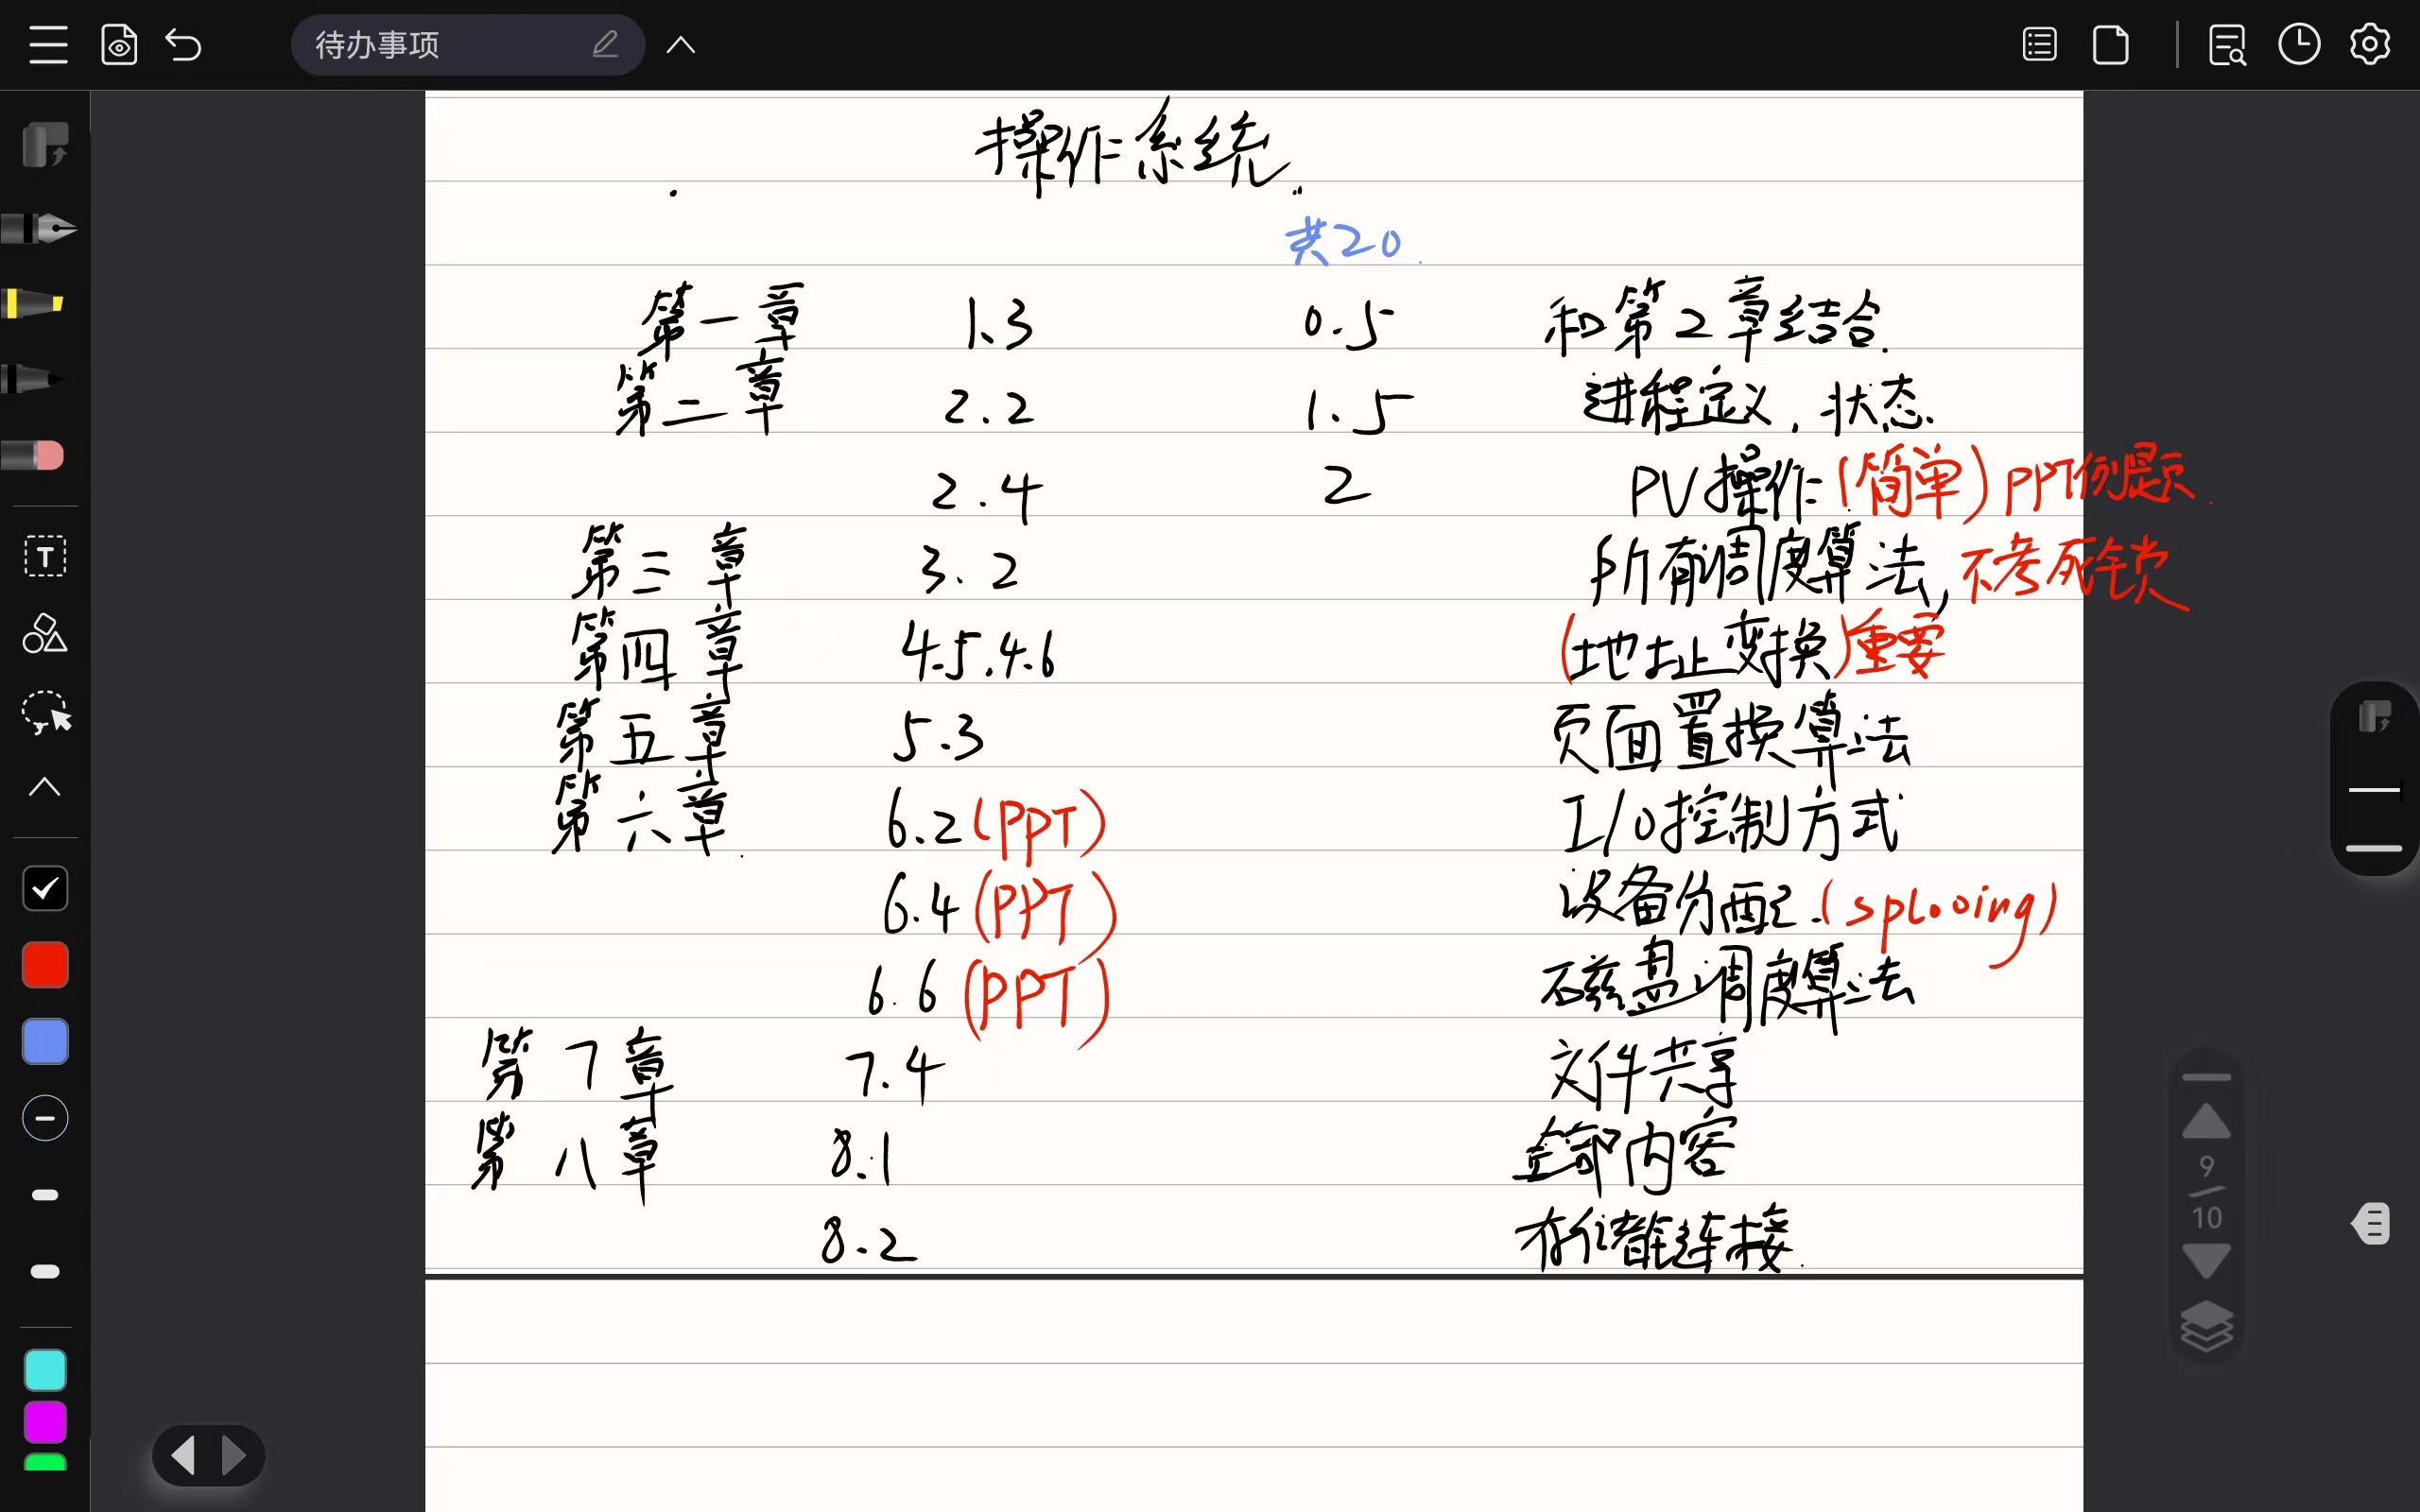 待办事项
操作系统
共20
第一章 1.3 0.5 和第2章结合.
第二章 2.2 1.5 进程定义,状态.
2.4 2 PV操作(简单)PPT例题
第三章 3.2 所有调度算法,不考死锁
第四章 4.5.4.6 (地址变换)重要
第五章 5.3 页面置换算法
第六章 6.2(PPT) I/O控制方式
6.4(PPT) 设备分配.(splooing)
6.6(PPT) 磁盘调度算法
第7章 7.4 文件共享
第八章 8.1 全部内容
8.2 存储连接.
T
9
10